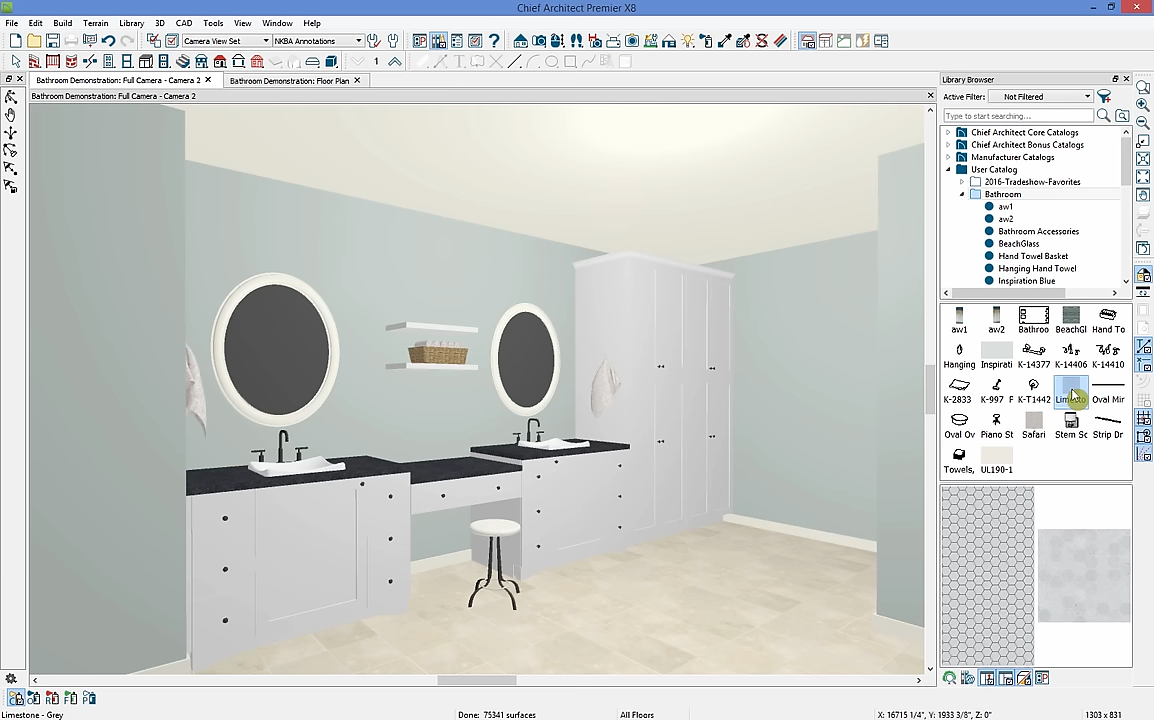 Chief Architect Premier X8
File Edit Build Terrain Library 3D CAD Tools View Window Help
Camera View Set NKBA Annotations
1
Bathroom Demonstration: Full Camera - Camera 2 Bathroom Demonstration: Floor Plan
Bathroom Demonstration: Full Camera - Camera 2
Library Browser
Active Filter: Not Filtered
Type to start searching...
Chief Architect Core Catalogs
Chief Architect Bonus Catalogs
Manufacturer Catalogs
User Catalog
2016-Tradeshow-Favorites
Bathroom
aw1
aw2
Bathroom Accessories
BeachGlass
Hand Towel Basket
Hanging Hand Towel
Inspiration Blue
aw1 aw2 Bathroo BeachGl Hand To
Hanging Inspirati K-14377 K-14406 K-14410
K-2833 K-997 F K-T1442 Oval Mir
Oval Ov Piano St Safari Stem Sc Strip Dr
Towels, UL190-1
Limestone - Grey Done: 75341 surfaces All Floors X: 16715 1/4", Y: 1933 3/8", Z: 0" 1303 x 831